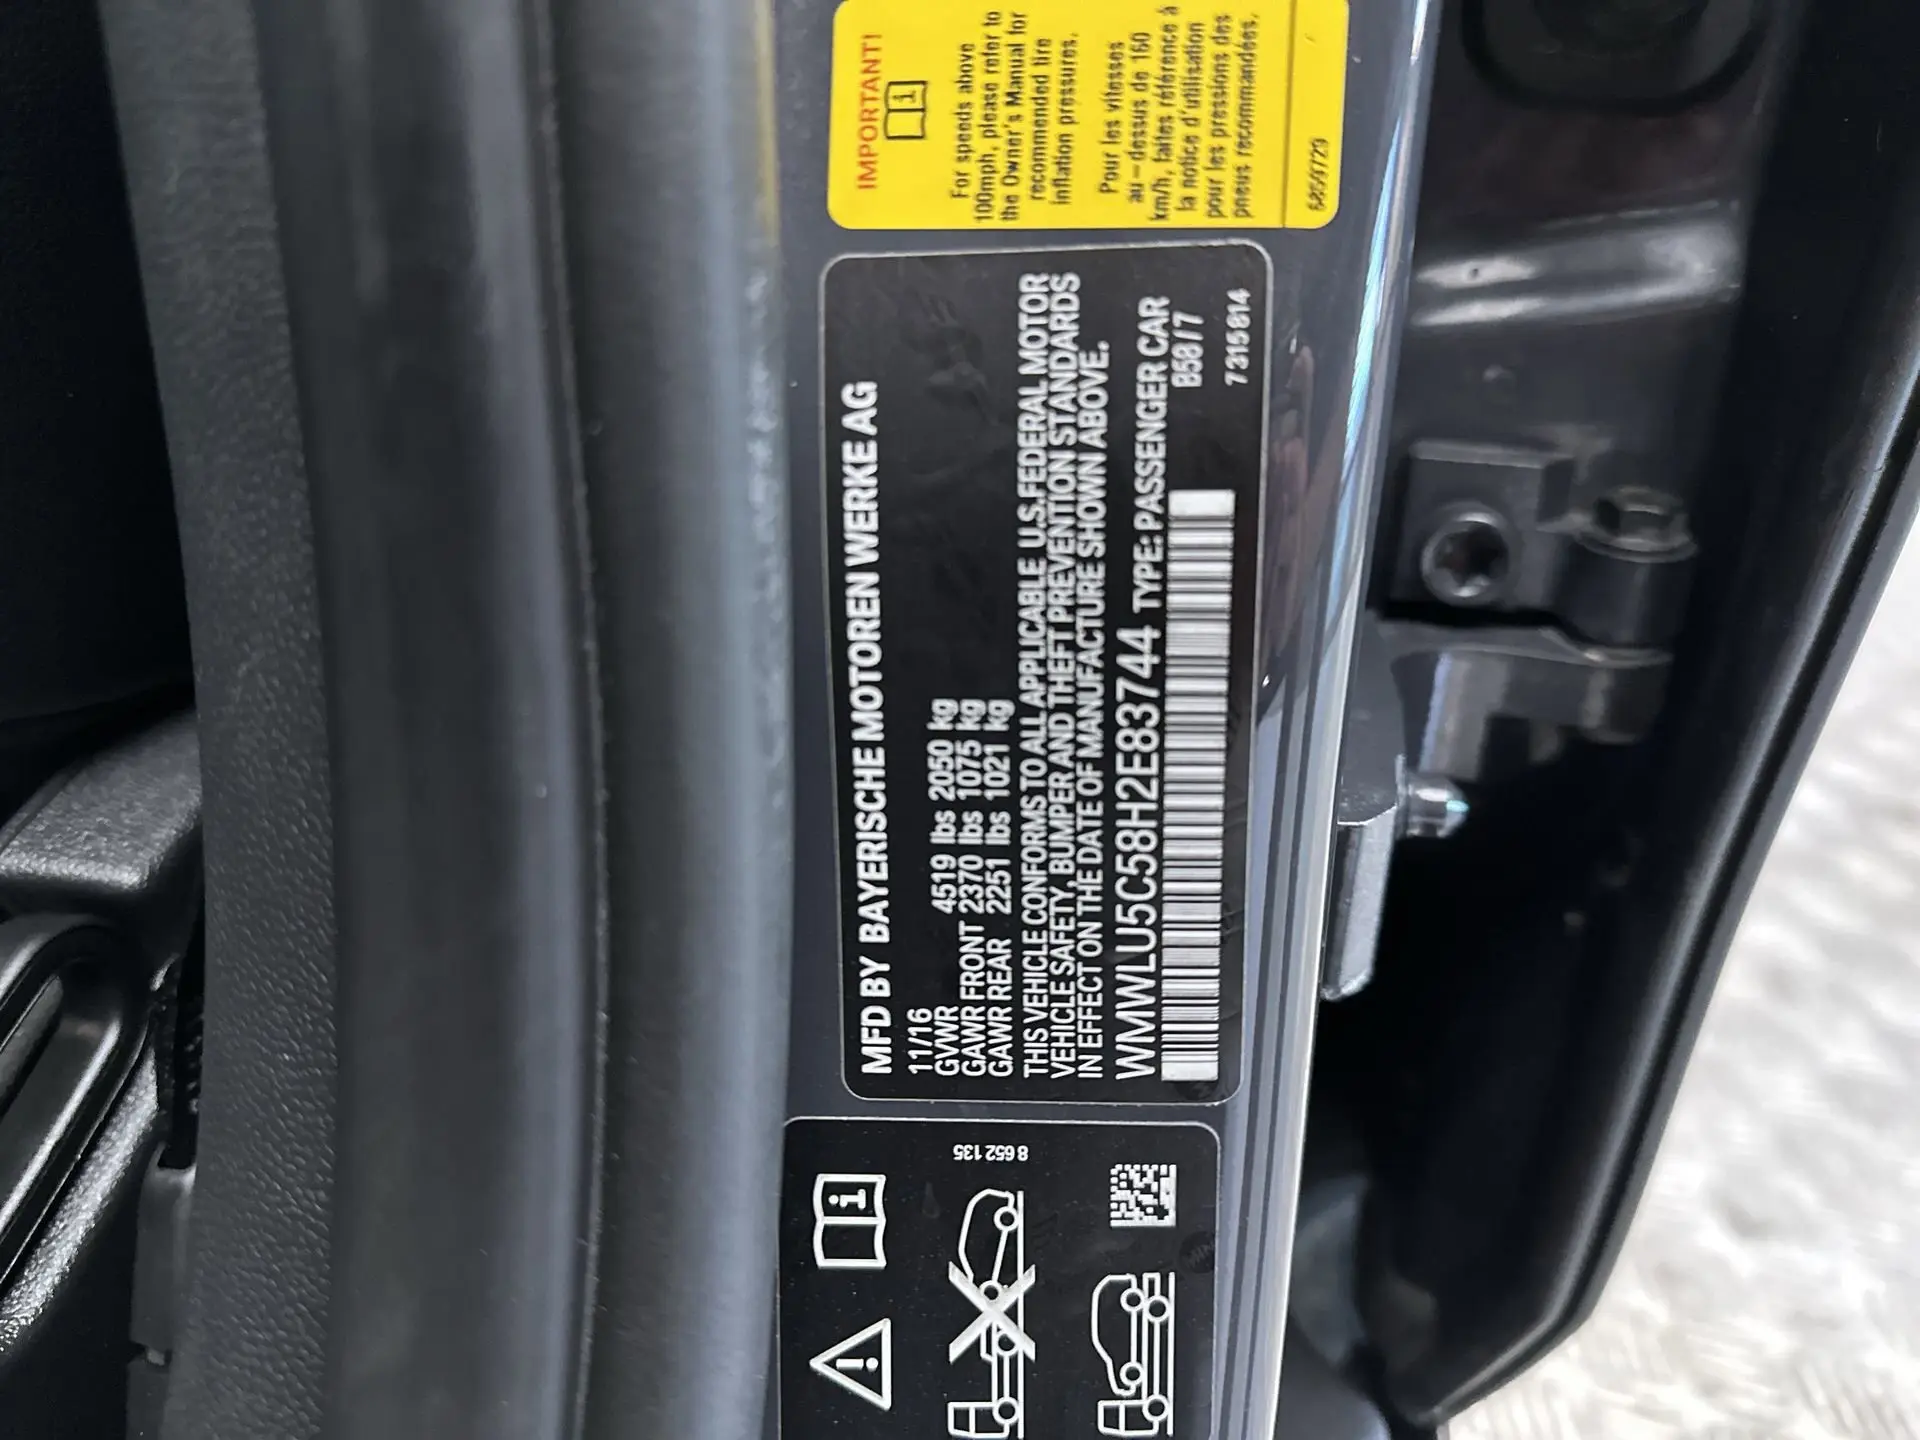 IMPORTANT!
For speeds above
100mph, please refer to
the Owner's Manual for
recommended tire
inflation pressures.
Pour les vitesses
au-dessus de 160
km/h, faites référence à
la notice d'utilisation
pour les pressions des
pneus recommandées.
6854729
MFD BY BAYERISCHE MOTOREN WERKE AG
11/16
GVWR 4519 lbs 2050 kg
GAWR FRONT 2370 lbs 1075 kg
GAWR REAR 2251 lbs 1021 kg
THIS VEHICLE CONFORMS TO ALL APPLICABLE U.S.FEDERAL MOTOR
VEHICLE SAFETY, BUMPER AND THEFT PREVENTION STANDARDS
IN EFFECT ON THE DATE OF MANUFACTURE SHOWN ABOVE.
WMWLU5C58H2E83744 TYPE: PASSENGER CAR
7315814
8 652 135